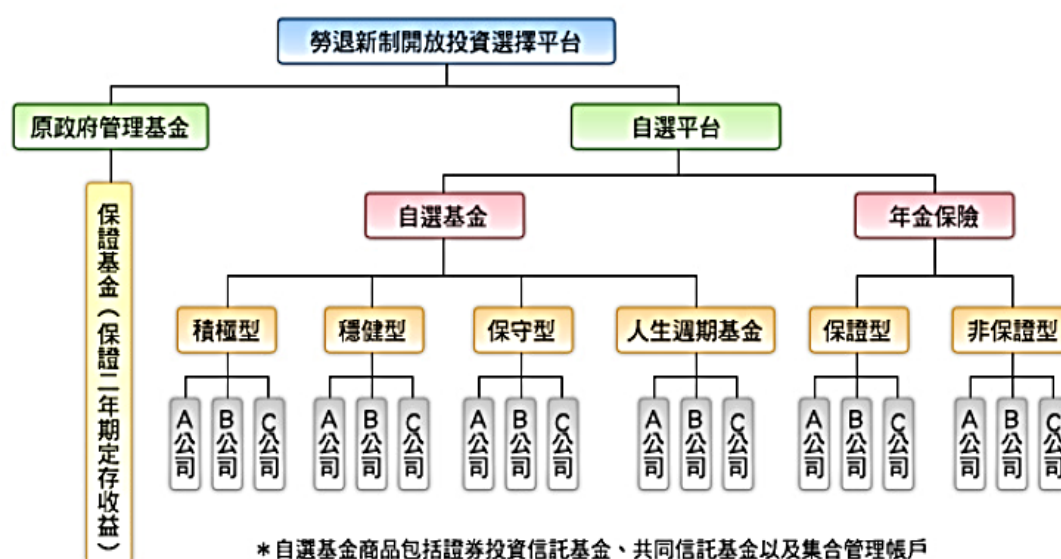 勞退新制開放投資選擇平台
原政府管理基金
自選平台
保證基金(保證二年期定存收益)
自選基金
年金保險
積極型
穩健型
保守型
人生週期基金
保證型
非保證型
A公司
B公司
C公司
A公司
B公司
C公司
A公司
B公司
C公司
A公司
B公司
C公司
A公司
B公司
C公司
A公司
B公司
C公司
*自選基金商品包括證券投資信託基金、共同信託基金以及集合管理帳戶